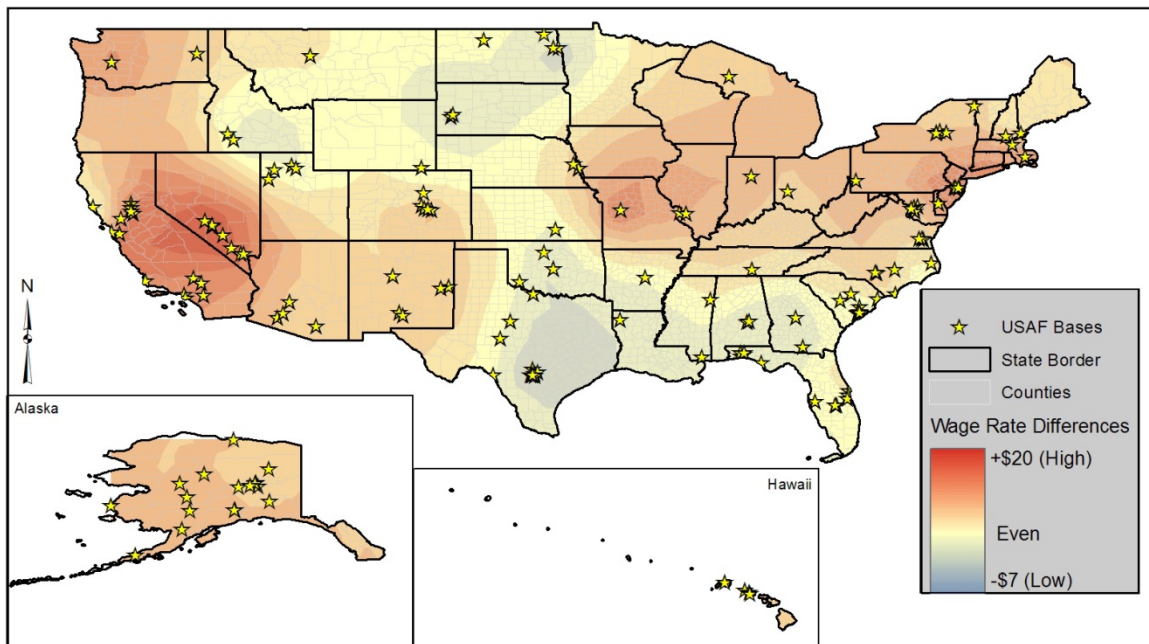 N
USAF Bases
State Border
Counties
Wage Rate Differences
+$20 (High)
Even
-$7 (Low)
Alaska
Hawaii